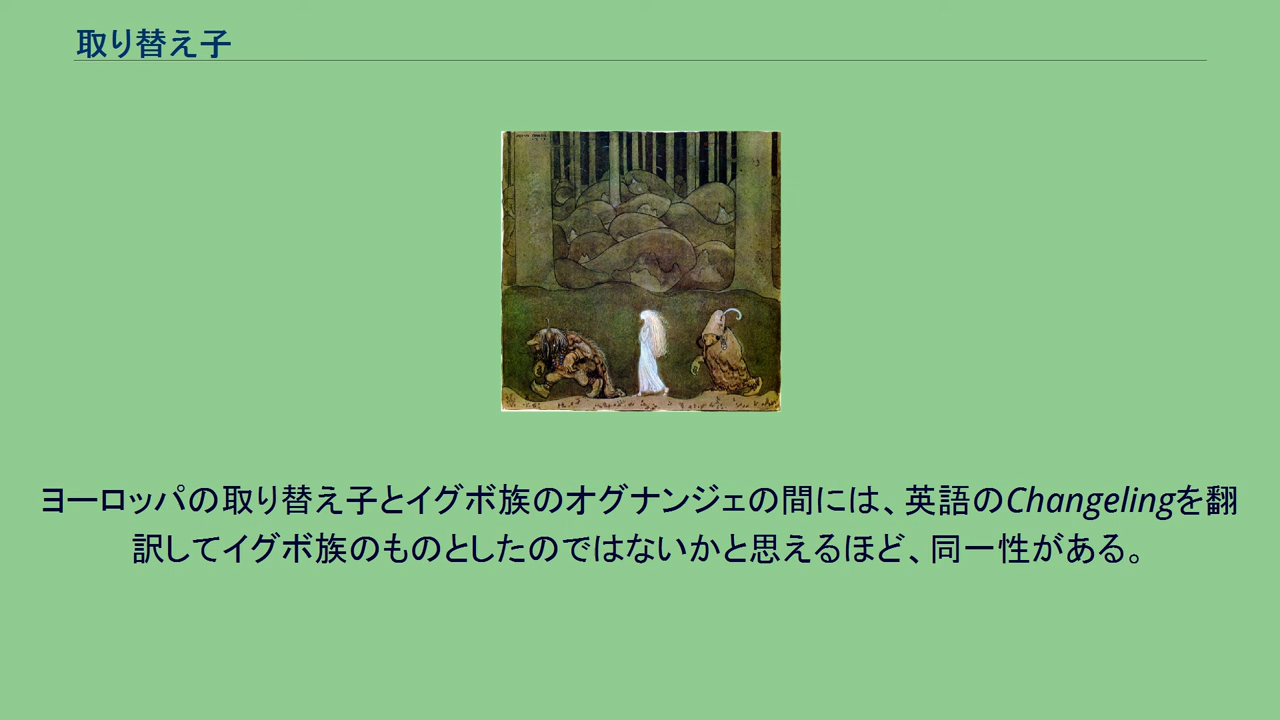 取り替え子
ヨーロッパの取り替え子とイグボ族のオグナンジェの間には、英語のChangelingを翻
訳してイグボ族のものとしたのではないかと思えるほど、同一性がある。